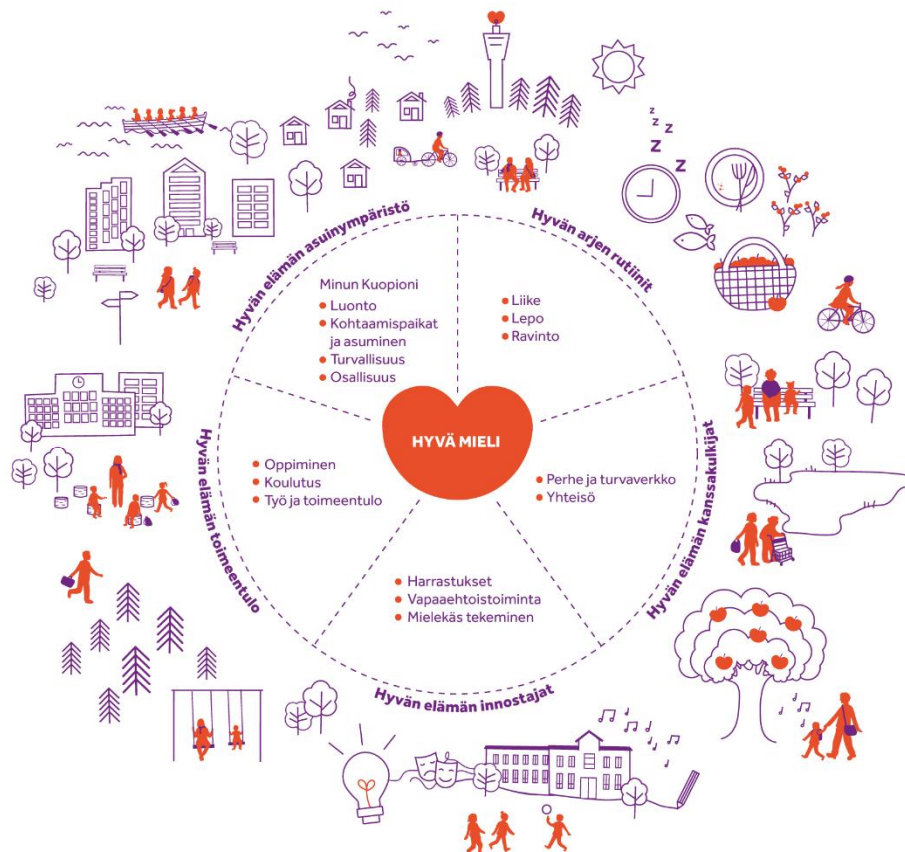 z
z
z
Z
Z
Hyvän elämän asuinympäristö
Minun Kuopioni
Luonto
Kohtaamispaikat
ja asuminen
Turvallisuus
Osallisuus
Hyvän arjen rutiinit
Liike
Lepo
Ravinto
HYVÄ MIELI
Hyvän elämän toimeentulo
Oppiminen
Koulutus
Työ ja toimeentulo
Hyvän elämän kanssakulkijat
Perhe ja turvaverkko
Yhteisö
Harrastukset
Vapaaehtoistoiminta
Mielekäs tekeminen
Hyvän elämän innostajat